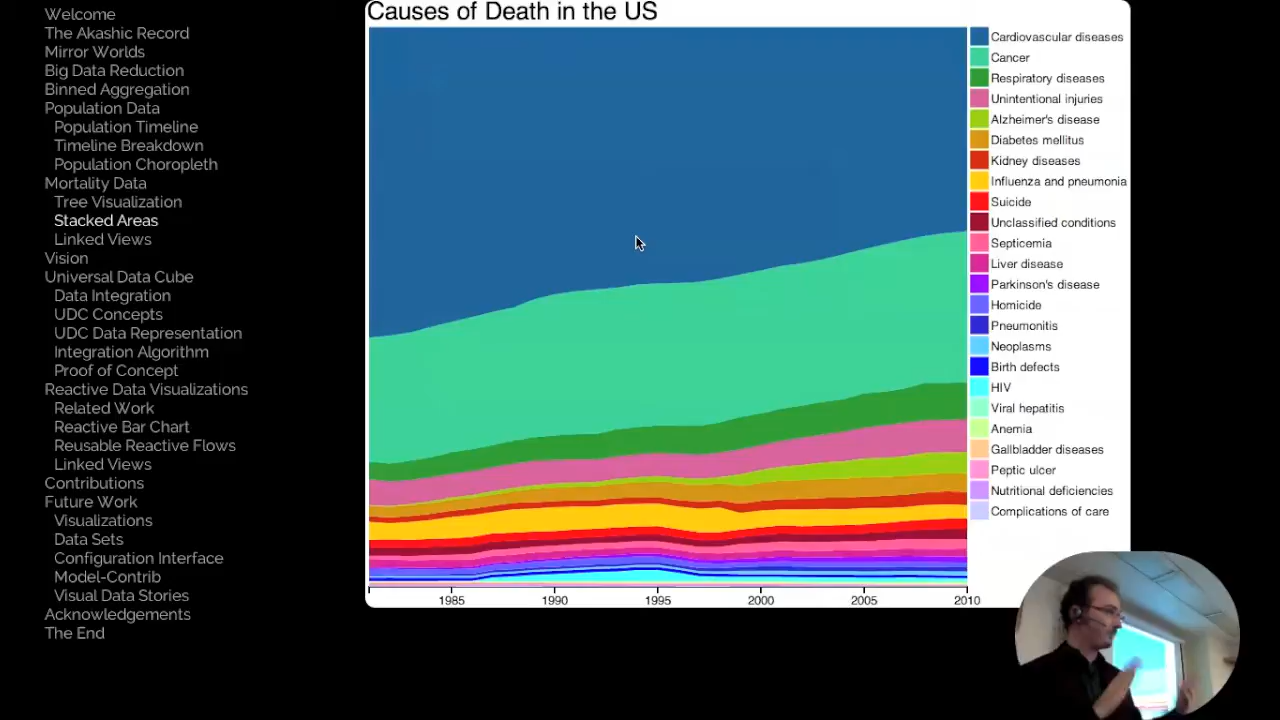 Welcome
The Akashic Record
Mirror Worlds
Big Data Reduction
Binned Aggregation
Population Data
Population Timeline
Timeline Breakdown
Population Choropleth
Mortality Data
Tree Visualization
Stacked Areas
Linked Views
Vision
Universal Data Cube
Data Integration
UDC Concepts
UDC Data Representation
Integration Algorithm
Proof of Concept
Reactive Data Visualizations
Related Work
Reactive Bar Chart
Reusable Reactive Flows
Linked Views
Contributions
Future Work
Visualizations
Data Sets
Configuration Interface
Model-Contrib
Visual Data Stories
Acknowledgements
The End
Causes of Death in the US
Cardiovascular diseases
Cancer
Respiratory diseases
Unintentional injuries
Alzheimer's disease
Diabetes mellitus
Kidney diseases
Influenza and pneumonia
Suicide
Unclassified conditions
Septicemia
Liver disease
Parkinson's disease
Homicide
Pneumonitis
Neoplasms
Birth defects
HIV
Viral hepatitis
Anemia
Gallbladder diseases
Peptic ulcer
Nutritional deficiencies
Complications of care
1985 1990 1995 2000 2005 2010